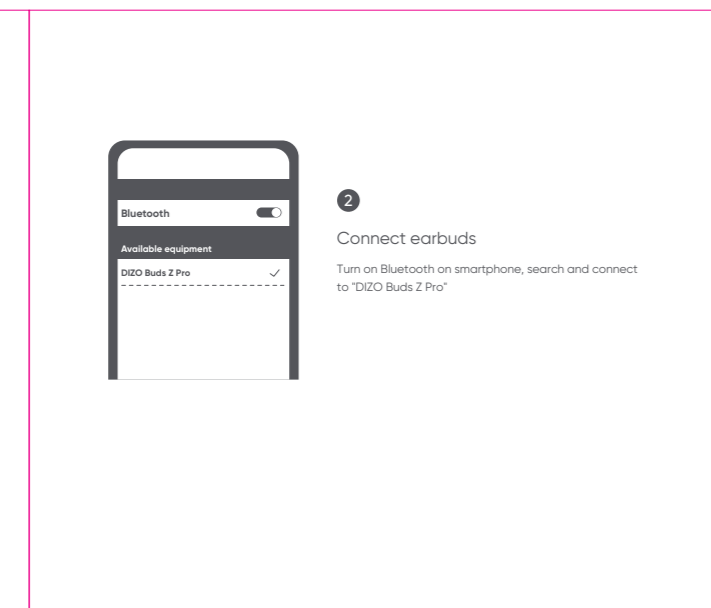 Bluetooth
Available equipment
DIZO Buds Z Pro
2
Connect earbuds
Turn on Bluetooth on smartphone, search and connect
to "DIZO Buds Z Pro"